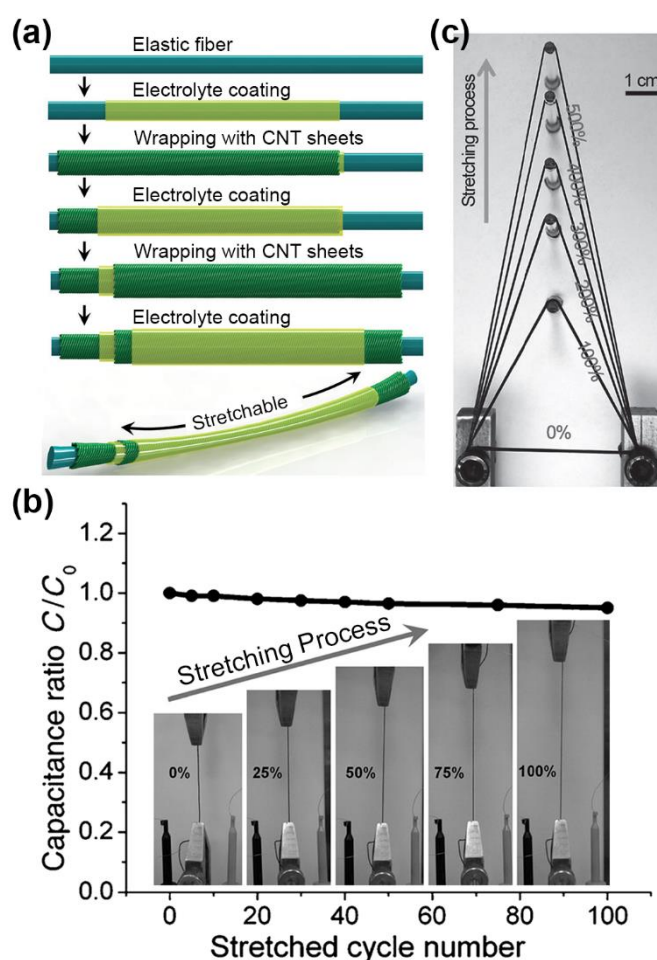 (a)
Elastic fiber
Electrolyte coating
Wrapping with CNT sheets
Electrolyte coating
Wrapping with CNT sheets
Electrolyte coating
Stretchable
(c)
Stretching process
1 cm
500%
400%
300%
200%
100%
0%
(b)
Capacitance ratio C/C0
1.2
1.0
0.8
0.6
0.4
0.2
0.0
Stretching Process
0%
25%
50%
75%
100%
0
20
40
60
80
100
Stretched cycle number